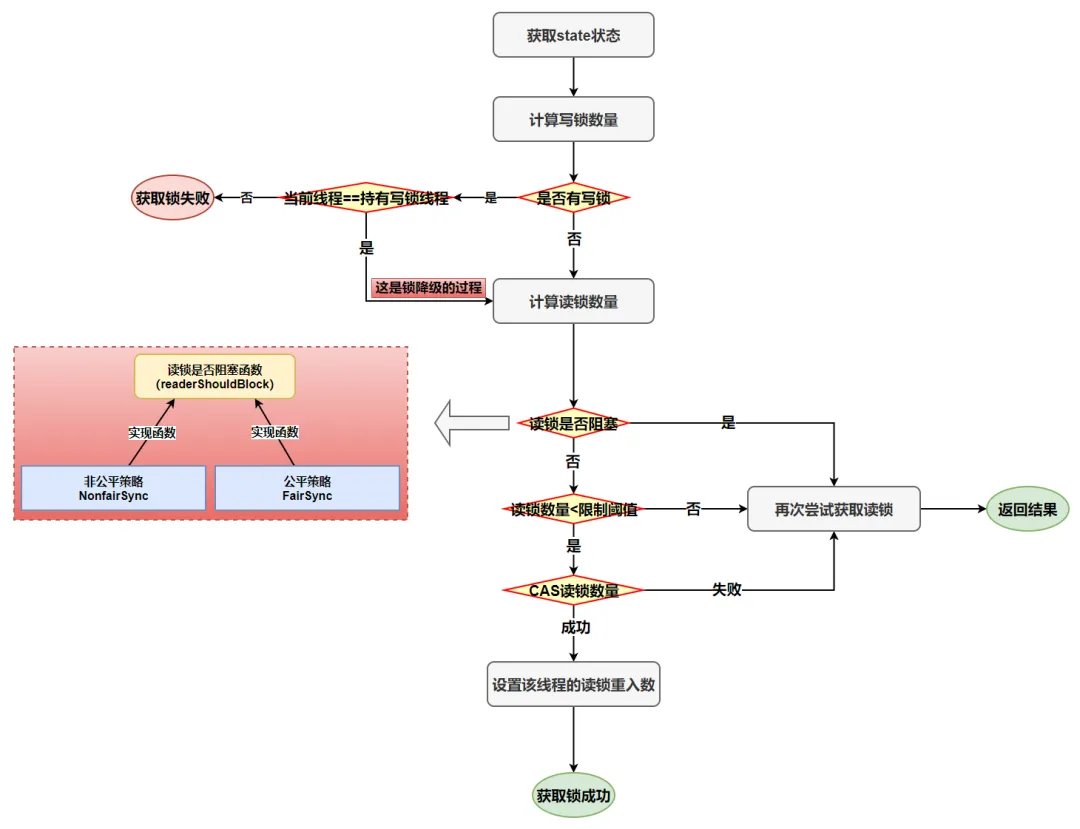 获取state状态
计算写锁数量
是否有写锁
是
当前线程==持有写锁线程
否
获取锁失败
否
是
这是锁降级的过程
计算读锁数量
读锁是否阻塞函数
（readerShouldBlock）
实现函数
实现函数
非公平策略
NonfairSync
公平策略
FairSync
读锁是否阻塞
是
否
读锁数量<限制阈值
否
再次尝试获取读锁
返回结果
是
CAS读锁数量
失败
成功
设置该线程的读锁重入数
获取锁成功